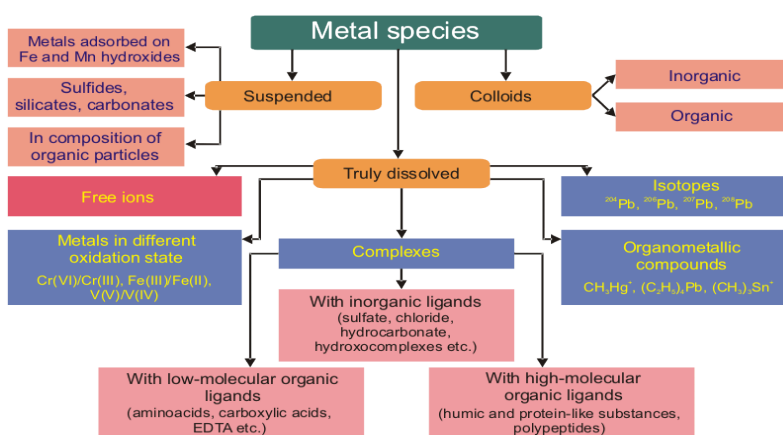 Metal species
Metals adsorbed on
Fe and Mn hydroxides
Sulfides,
silicates, carbonates
In composition of
organic particles
Suspended
Colloids
Inorganic
Organic
Truly dissolved
Free ions
Isotopes
²⁰⁴Pb, ²⁰⁶Pb, ²⁰⁷Pb, ²⁰⁸Pb
Metals in different
oxidation state
Cr(VI)/Cr(III), Fe(III)/Fe(II),
V(V)/V(IV)
Complexes
Organometallic
compounds
CH₃Hg⁺, (C₂H₅)₄Pb, (CH₃)₃Sn⁺
With inorganic ligands
(sulfate, chloride,
hydrocarbonate,
hydroxocomplexes etc.)
With low-molecular organic
ligands
(aminoacids, carboxylic acids,
EDTA etc.)
With high-molecular
organic ligands
(humic and protein-like substances,
polypeptides)